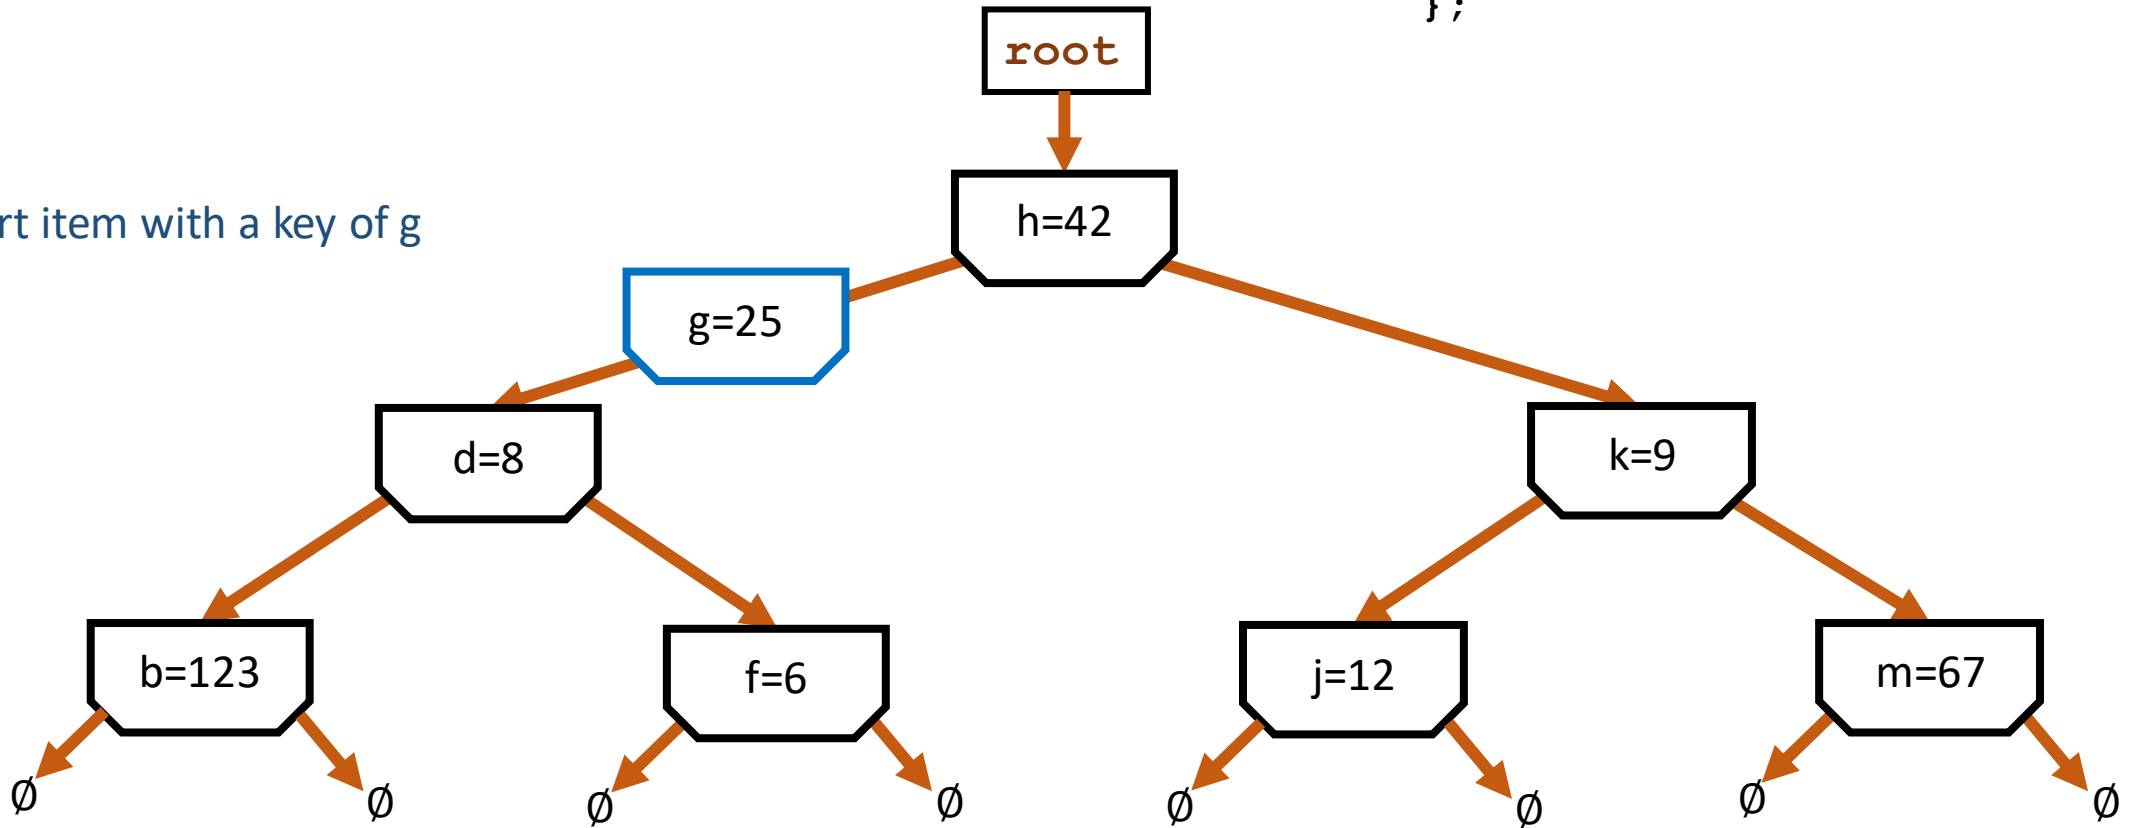 };
root
h=42
rt item with a key of g
g=25
d=8
k=9
b=123
f=6
j=12
m=67
Ø Ø Ø Ø Ø Ø Ø Ø